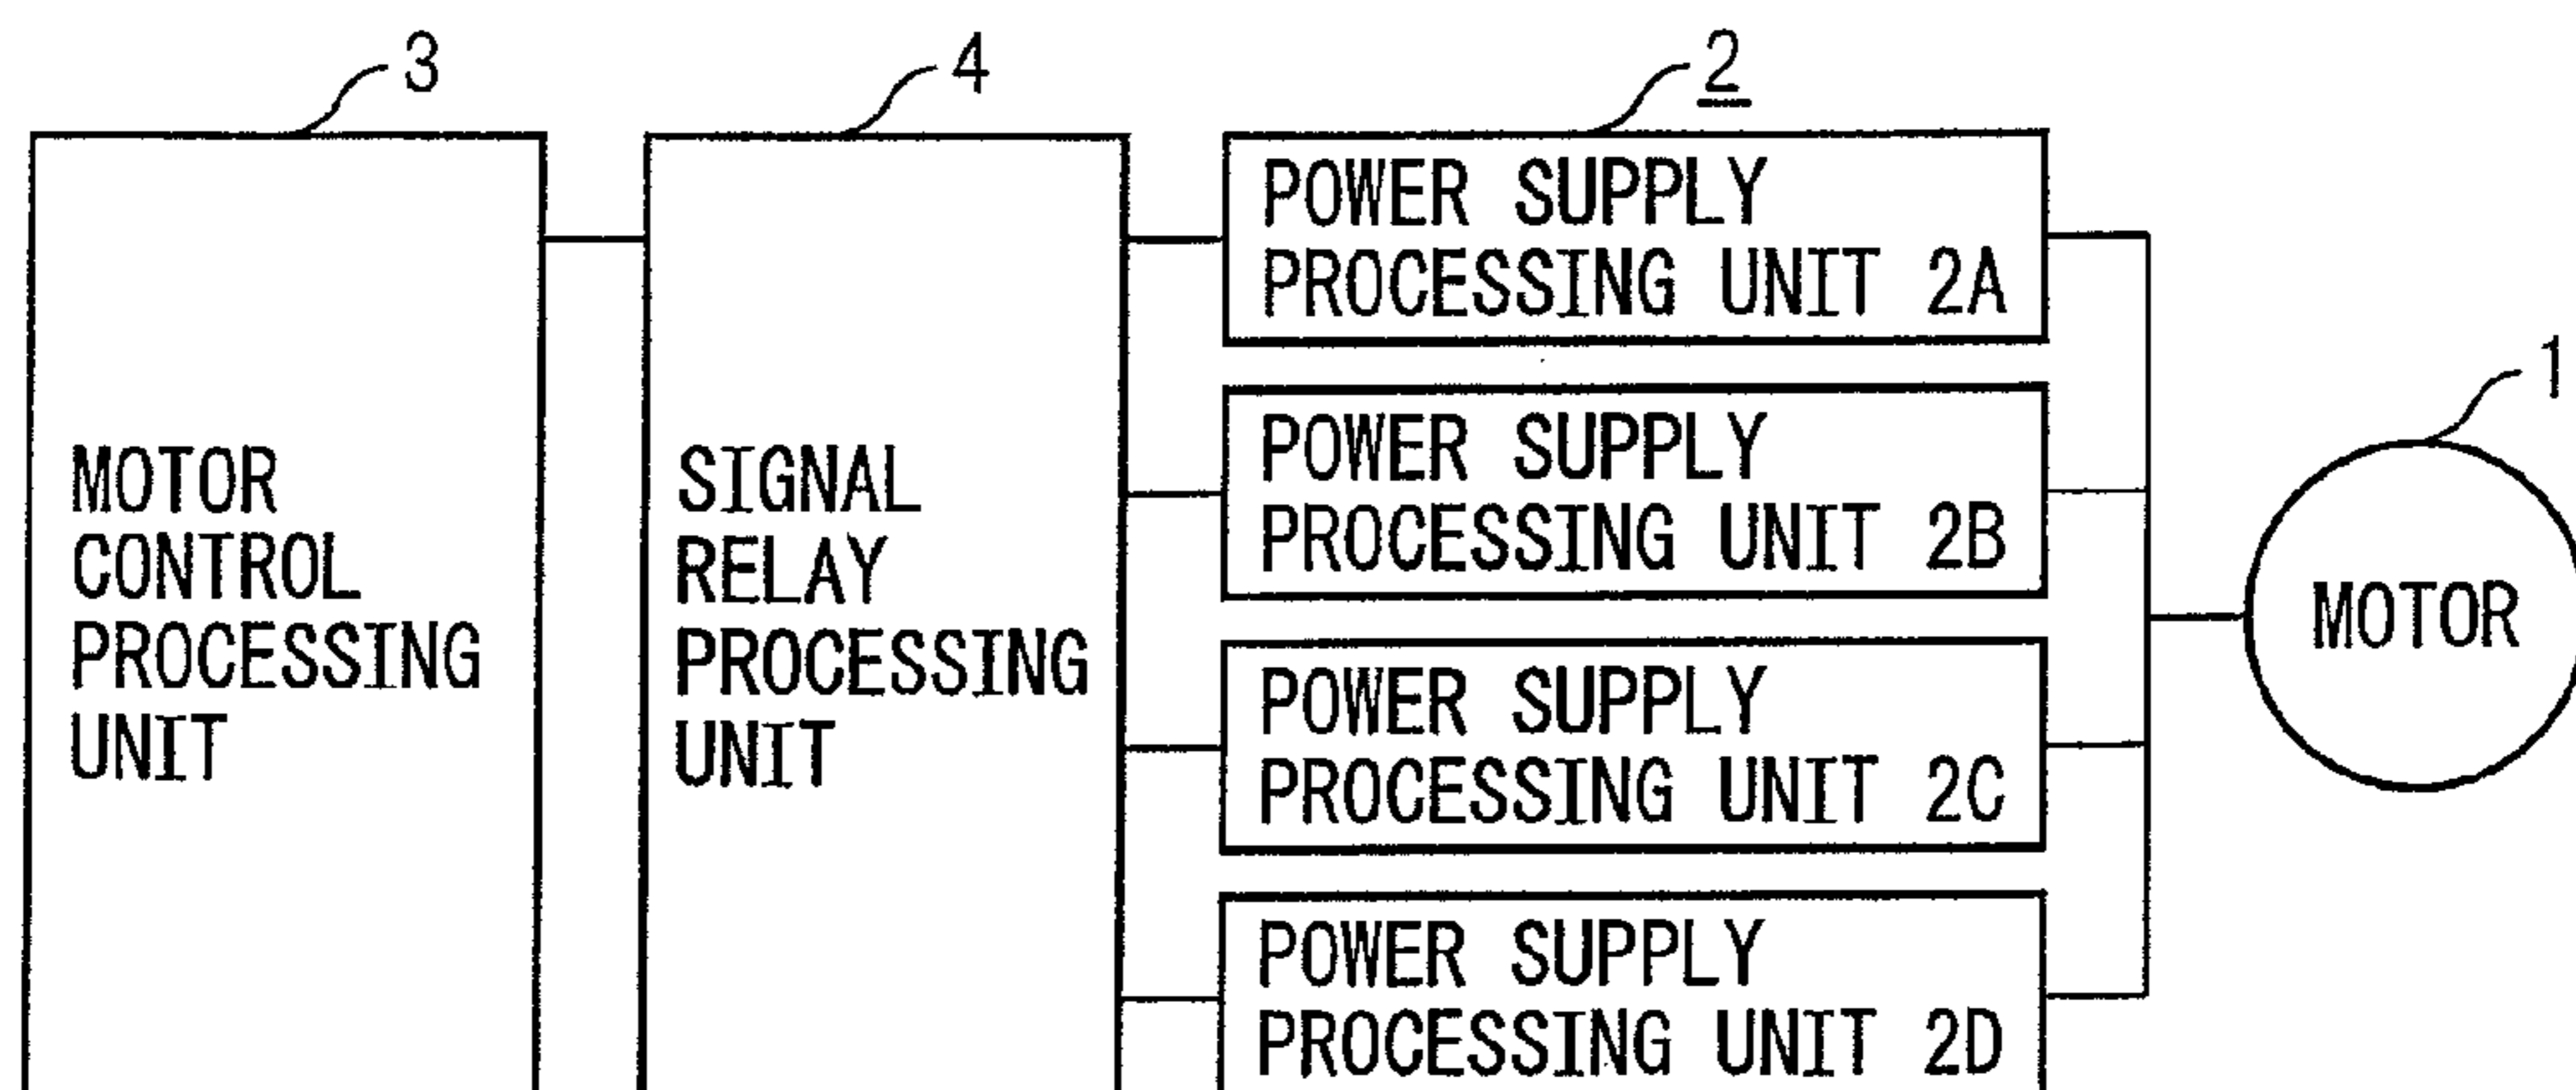 3
4
2
1
MOTOR
CONTROL
PROCESSING
UNIT
SIGNAL
RELAY
PROCESSING
UNIT
POWER SUPPLY
PROCESSING UNIT 2A
POWER SUPPLY
PROCESSING UNIT 2B
POWER SUPPLY
PROCESSING UNIT 2C
POWER SUPPLY
PROCESSING UNIT 2D
MOTOR